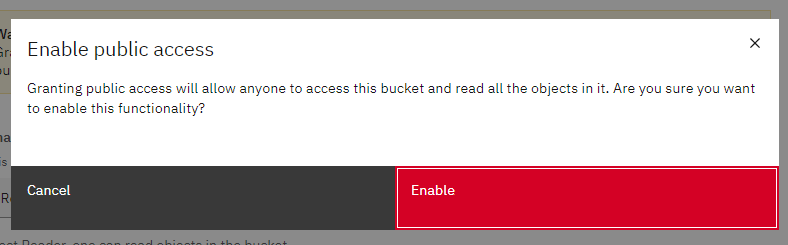 Enable public access
Granting public access will allow anyone to access this bucket and read all the objects in it. Are you sure you want
to enable this functionality?
Cancel
Enable